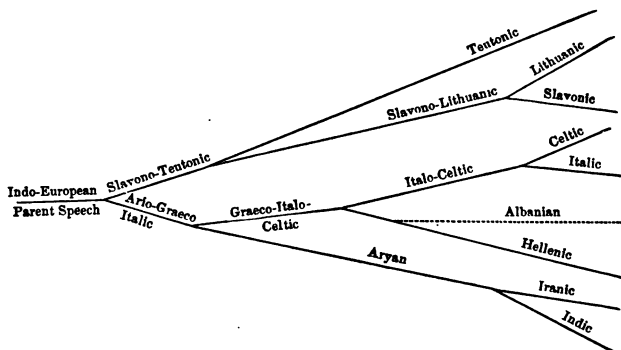 Teutonic
Lithuanic
Slavono-Lithuanic
Slavonic
Slavono-Teutonic
Celtic
Italo-Celtic
Italic
Indo-European
Parent Speech
Ario-Graeco
Italic
Graeco-Italo-
Celtic
Albanian
Hellenic
Aryan
Iranic
Indic